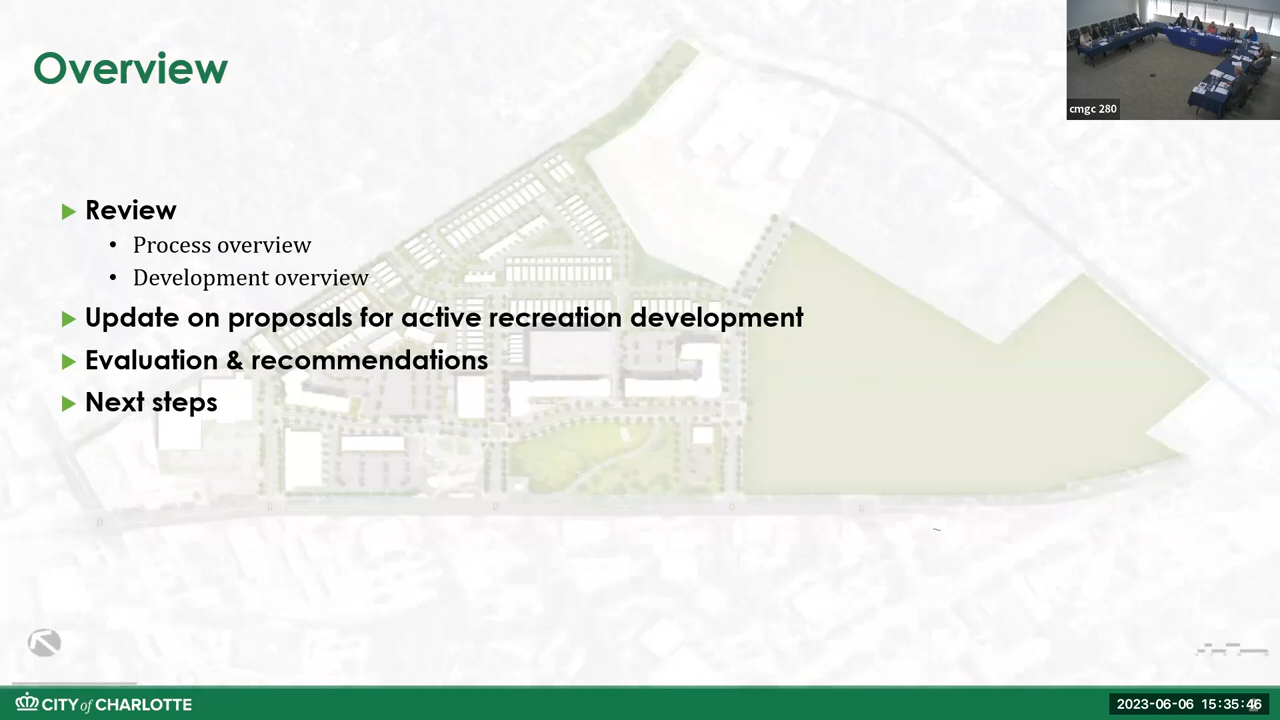 Overview
cmgc 280
Review
• Process overview
• Development overview
Update on proposals for active recreation development
Evaluation & recommendations
Next steps
CITY of CHARLOTTE
2023-06-06 15:35:46